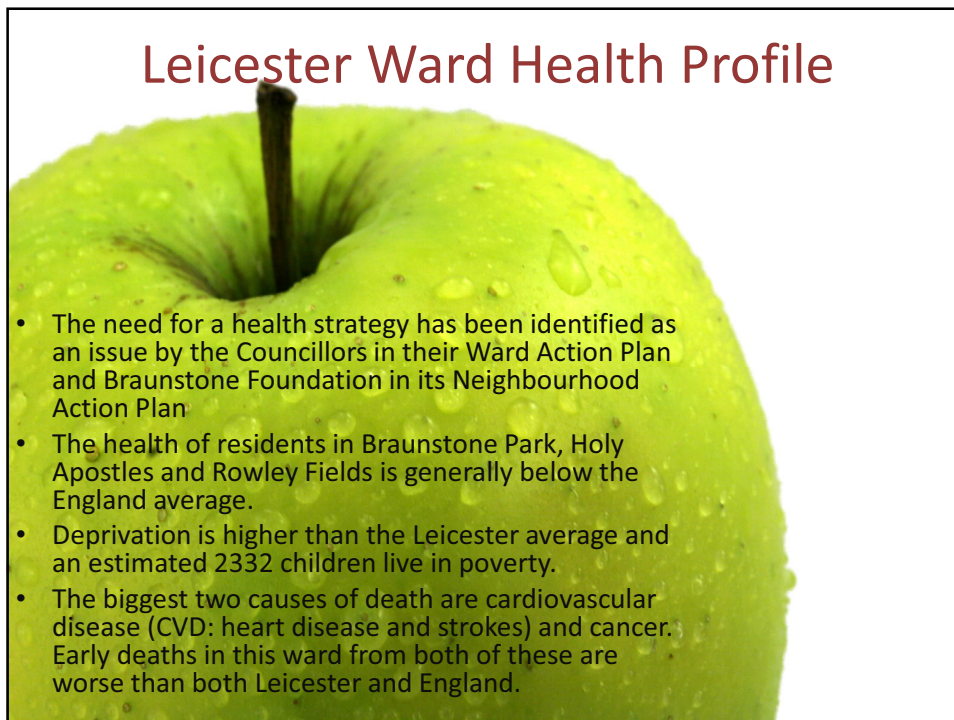 Leicester Ward Health Profile
• The need for a health strategy has been identified as
an issue by the Councillors in their Ward Action Plan
and Braunstone Foundation in its Neighbourhood
Action Plan
• The health of residents in Braunstone Park, Holy
Apostles and Rowley Fields is generally below the
England average.
• Deprivation is higher than the Leicester average and
an estimated 2332 children live in poverty.
• The biggest two causes of death are cardiovascular
disease (CVD: heart disease and strokes) and cancer.
Early deaths in this ward from both of these are
worse than both Leicester and England.